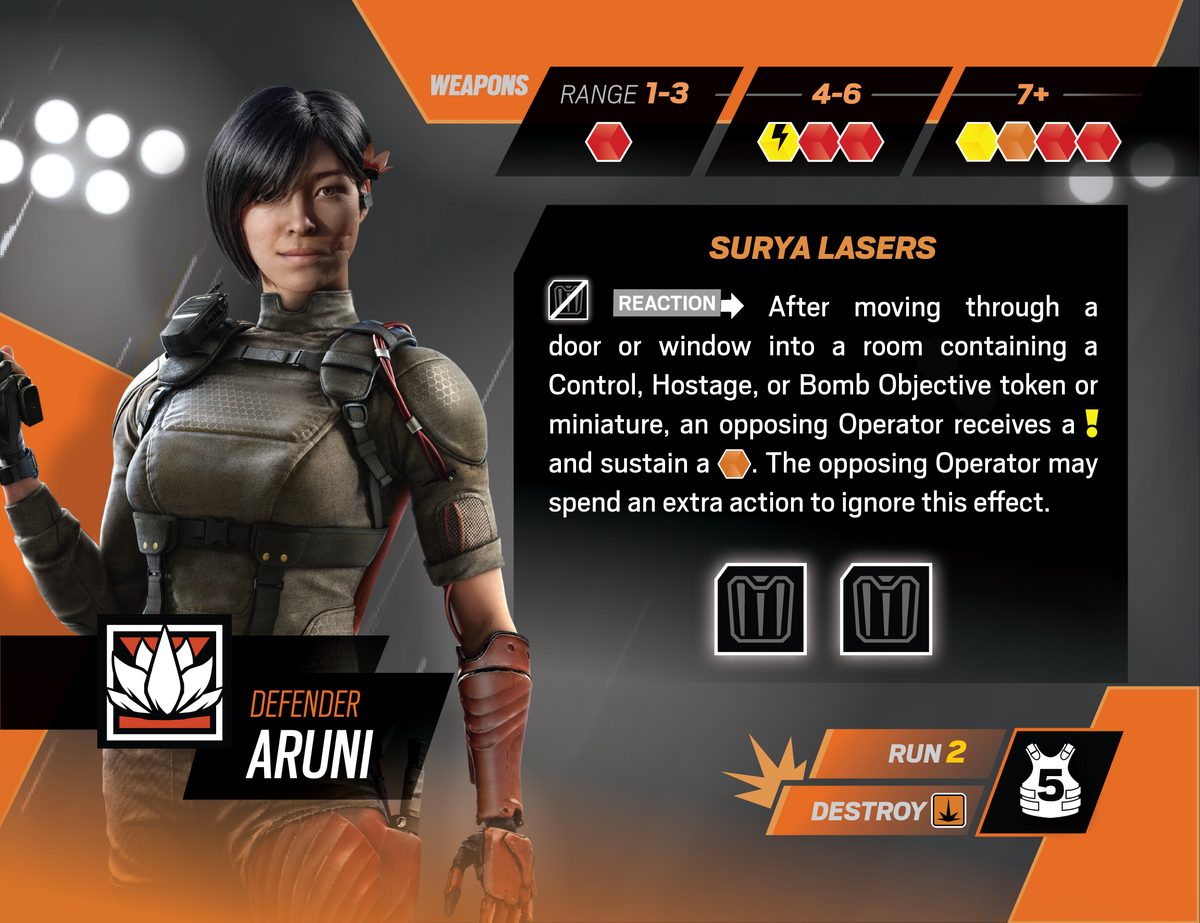 WEAPONS
RANGE 1-3
4-6
7+
SURYA LASERS
REACTION After moving through a
door or window into a room containing a
Control, Hostage, or Bomb Objective token or
miniature, an opposing Operator receives a !
and sustain a . The opposing Operator may
spend an extra action to ignore this effect.
DEFENDER
ARUNI
RUN 2
DESTROY
5